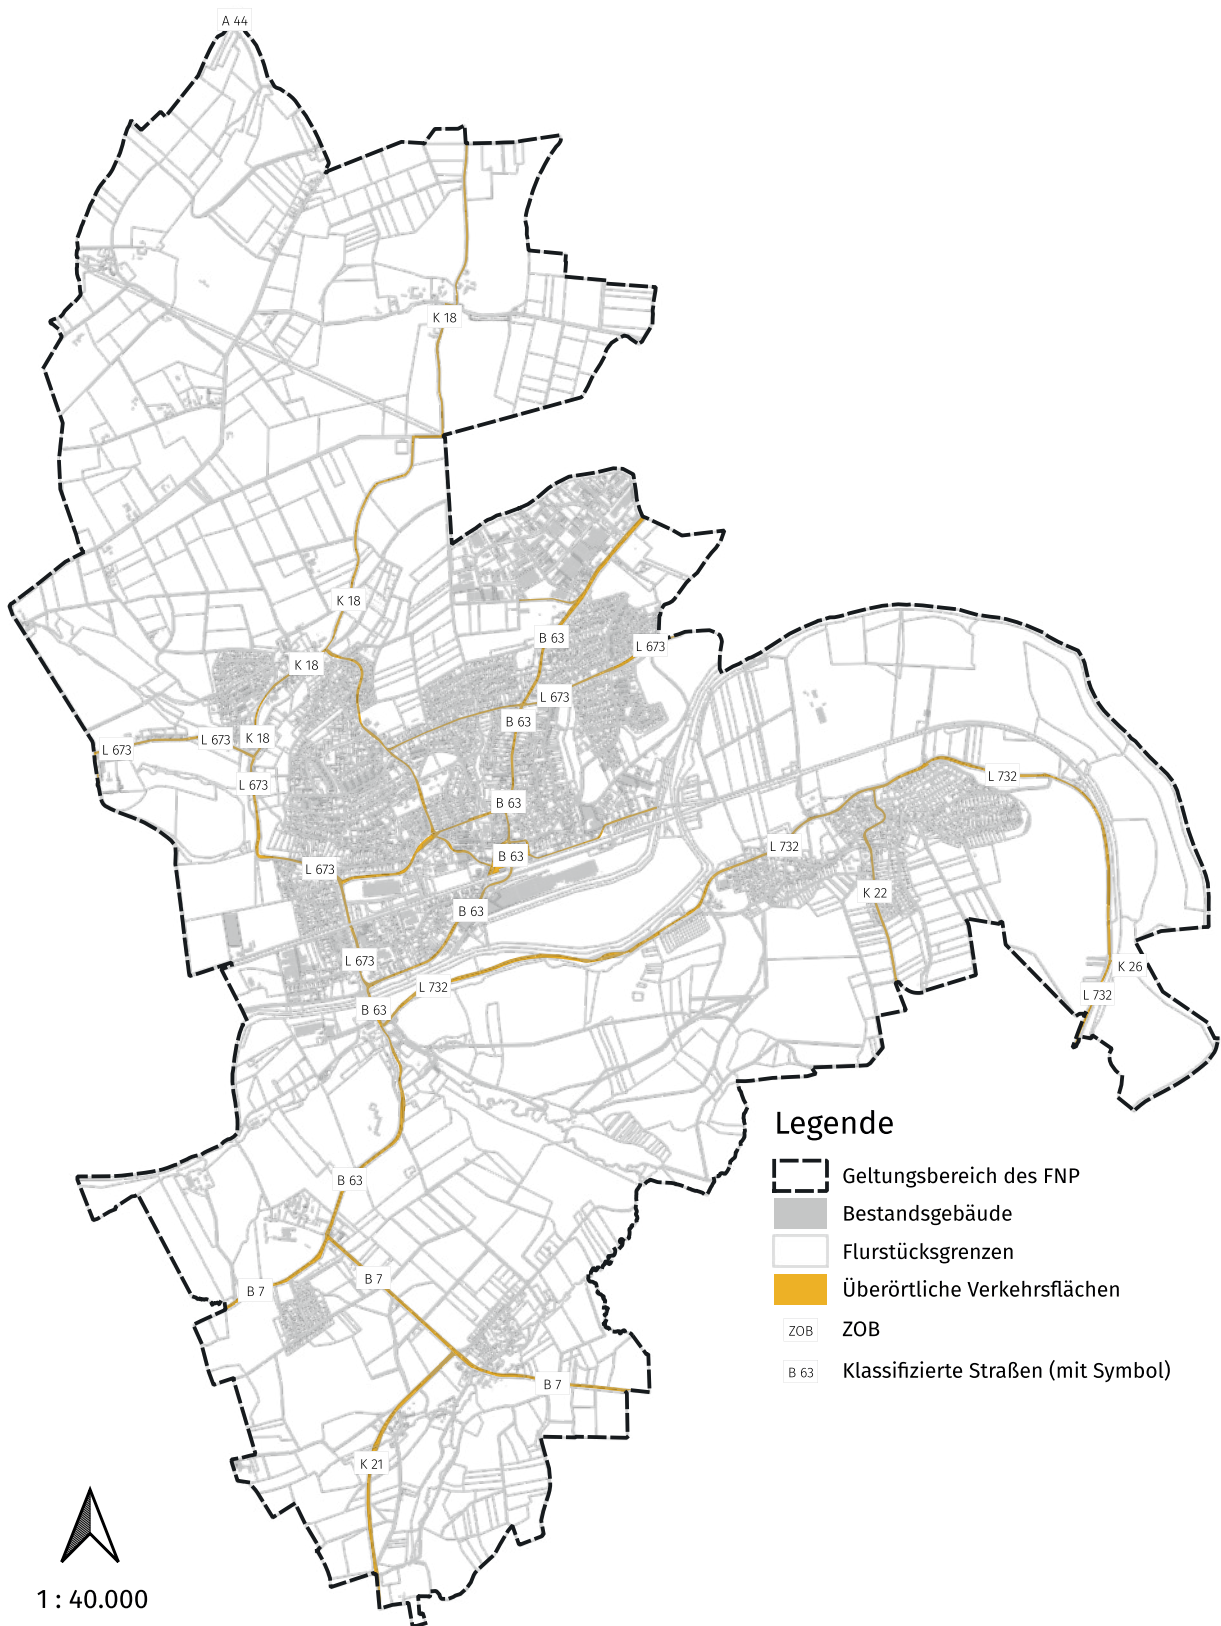 A 44
K 18
K 18
B 63
L 673
K 18
L 673
B 63
L 673
L 673
K 18
L 673
L 732
B 63
L 732
B 63
L 673
K 22
B 63
L 673
K 26
L 732
L 732
B 63
Legende
Geltungsbereich des FNP
B 63
Bestandsgebäude
Flurstücksgrenzen
B 7
B 7
Überörtliche Verkehrsflächen
ZOB ZOB
B 63 Klassifizierte Straßen (mit Symbol)
B 7
K 21
1 : 40.000